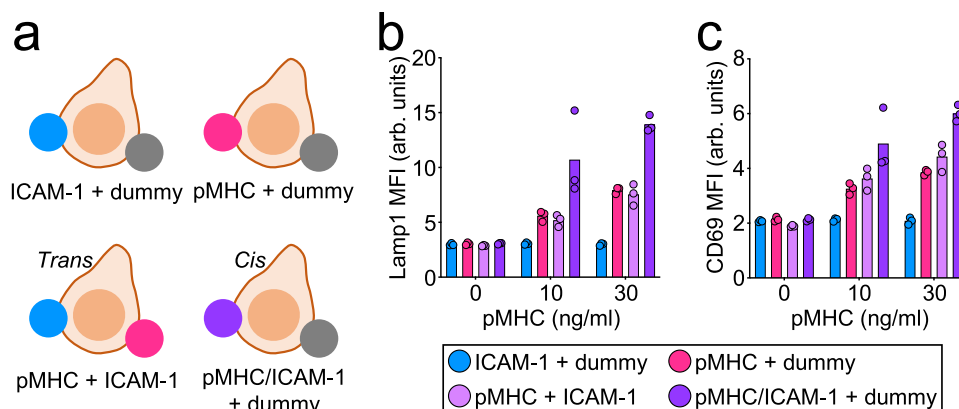 a
ICAM-1 + dummy
pMHC + dummy
Trans
Cis
pMHC + ICAM-1
pMHC/ICAM-1
+ dummy
b
Lamp1 MFI (arb. units)
20
15
10
5
0
0
10
30
pMHC (ng/ml)
c
CD69 MFI (arb. units)
8
6
4
2
0
0
10
30
pMHC (ng/ml)
ICAM-1 + dummy
pMHC + dummy
pMHC + ICAM-1
pMHC/ICAM-1 + dummy